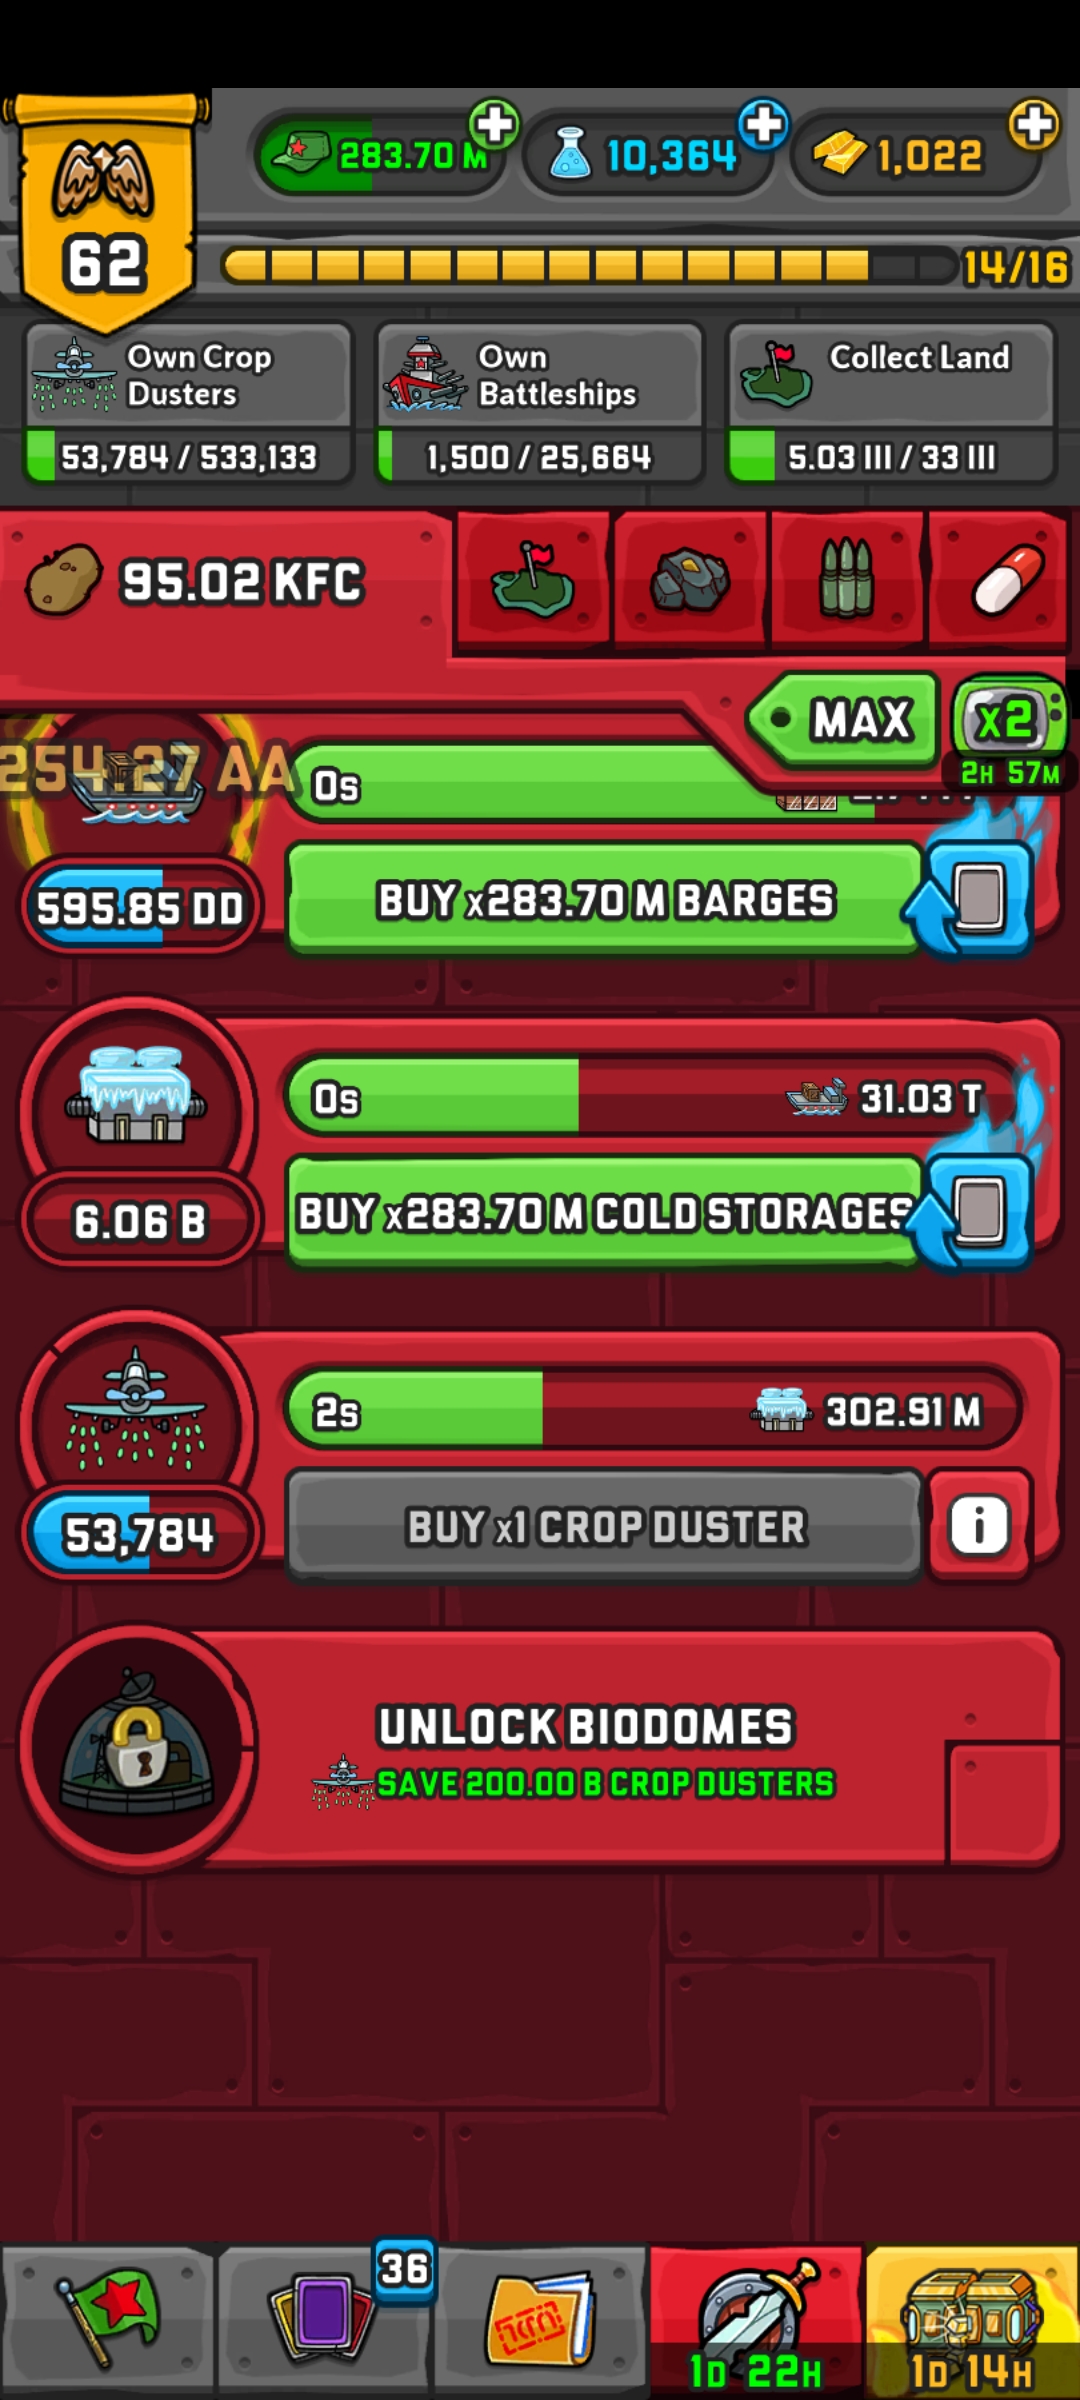 283.70 M
10,364
1,022
62
14/16
Own Crop
Dusters
Own
Battleships
Collect Land
53,784 / 533,133
1,500 / 25,664
5.03 III / 33 III
95.02 KFC
MAX
x2
2H 57M
254.27 AA
0s
595.85 DD
BUY x283.70 M BARGES
0s
31.03 T
6.06 B
BUY x283.70 M COLD STORAGES
2s
302.91 M
53,784
BUY x1 CROP DUSTER
i
UNLOCK BIODOMES
SAVE 200.00 B CROP DUSTERS
36
1D 22H
1D 14H